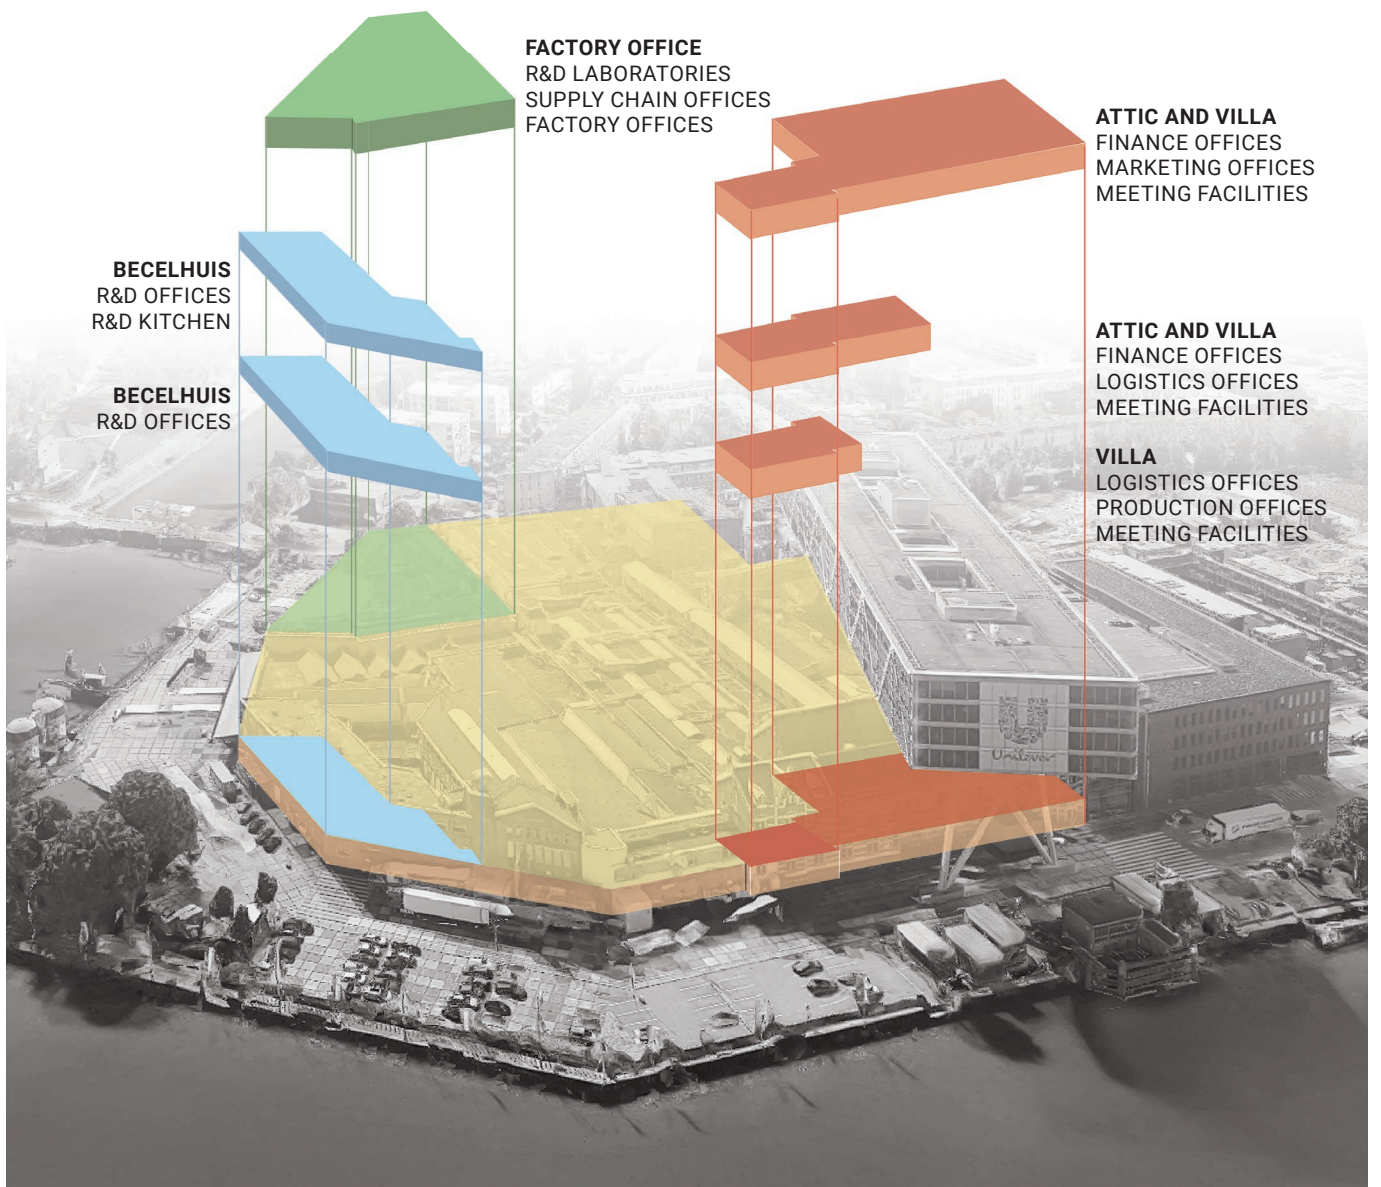 FACTORY OFFICE
R&D LABORATORIES
SUPPLY CHAIN OFFICES
FACTORY OFFICES
ATTIC AND VILLA
FINANCE OFFICES
MARKETING OFFICES
MEETING FACILITIES
BECELHUIS
R&D OFFICES
R&D KITCHEN
ATTIC AND VILLA
FINANCE OFFICES
LOGISTICS OFFICES
MEETING FACILITIES
BECELHUIS
R&D OFFICES
VILLA
LOGISTICS OFFICES
PRODUCTION OFFICES
MEETING FACILITIES
Unilever